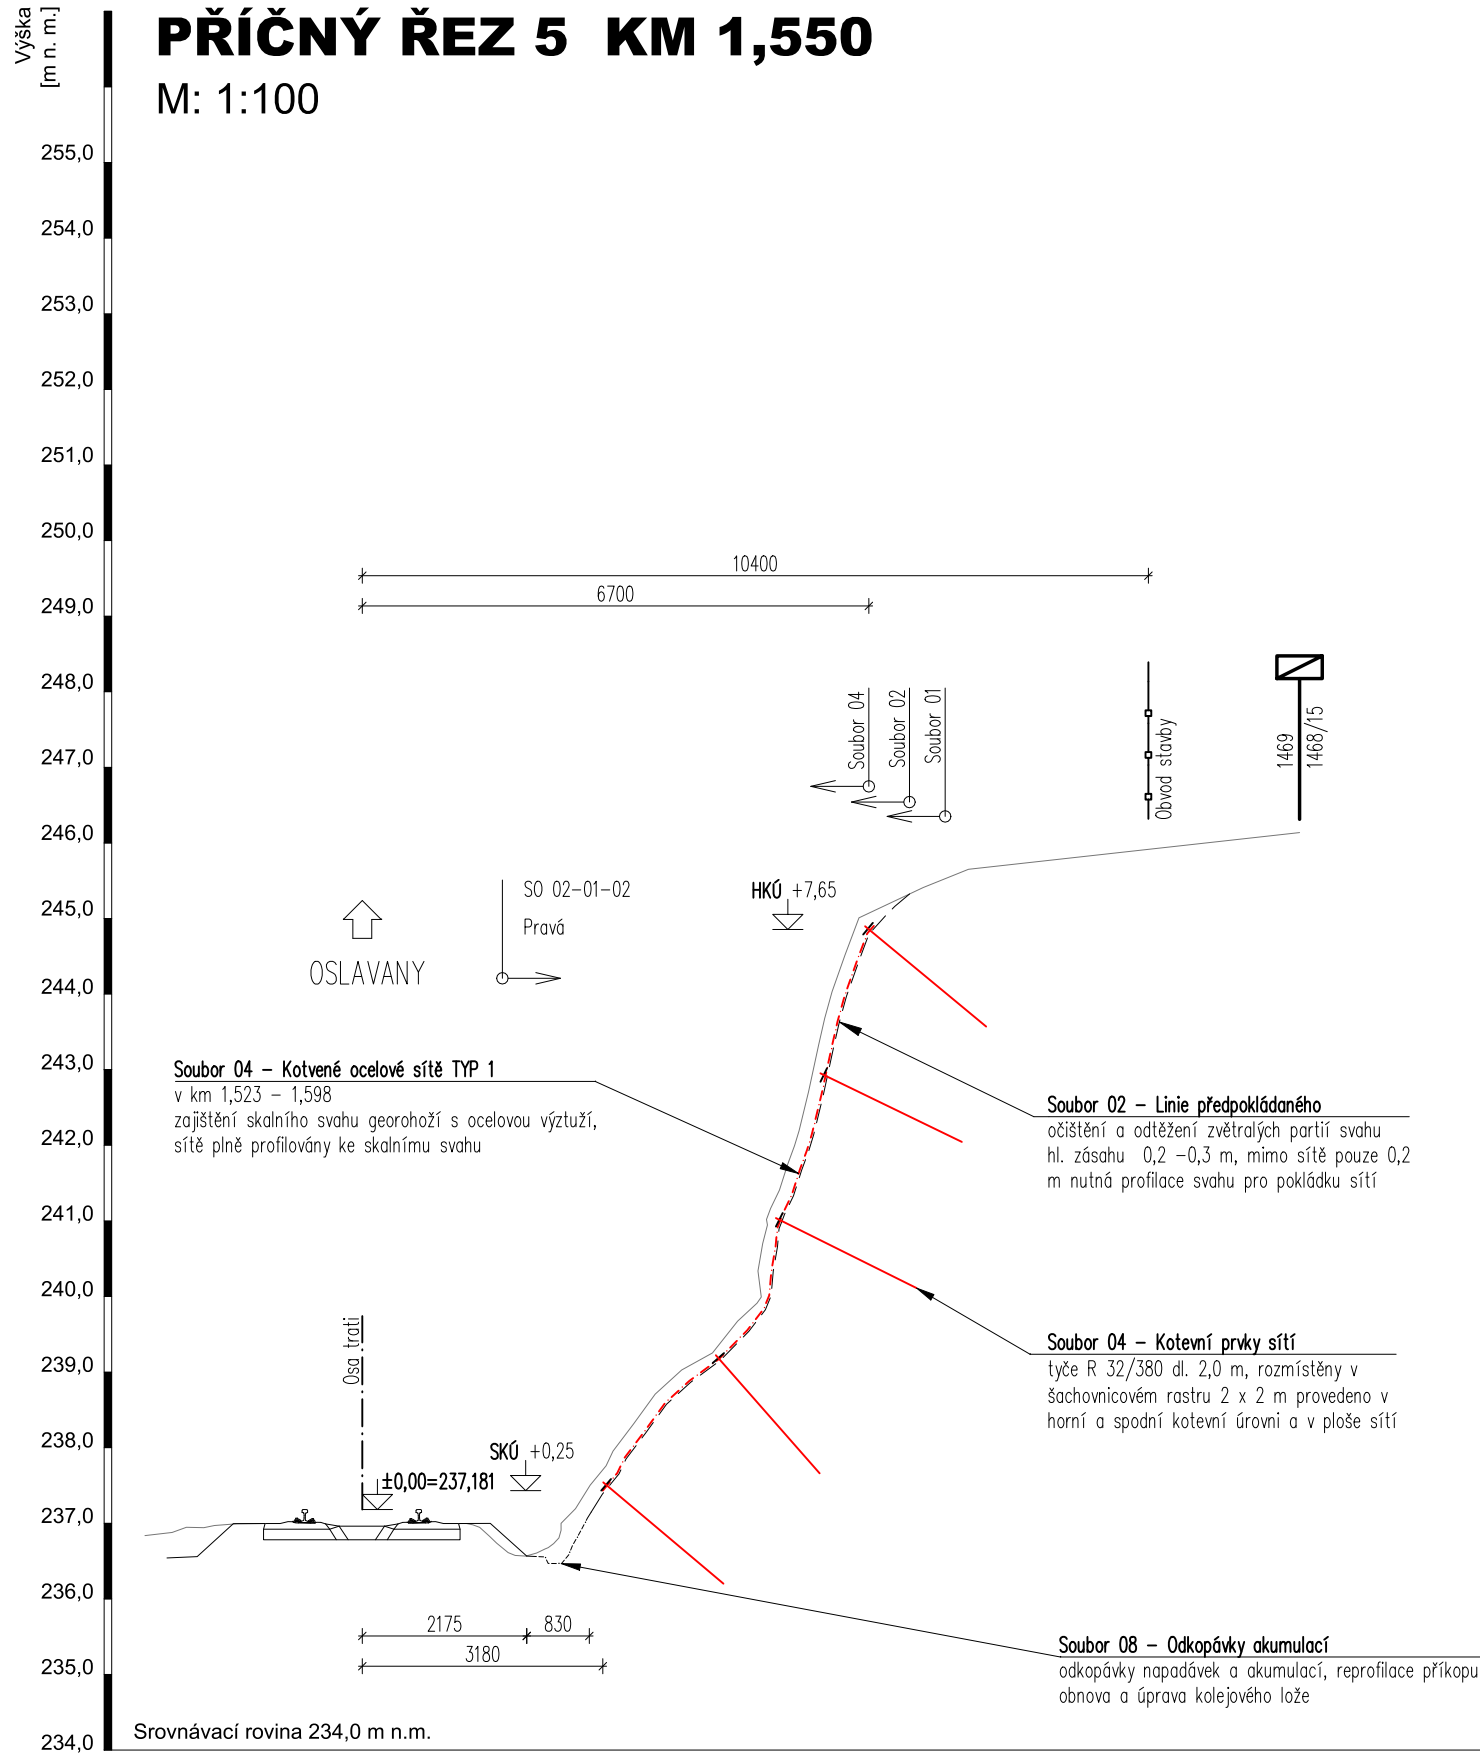 Výška
[m n. m.]
PŘÍČNÝ ŘEZ 5 KM 1,550
M: 1:100
255,0
254,0
253,0
252,0
251,0
250,0
249,0
248,0
247,0
246,0
245,0
244,0
243,0
242,0
241,0
240,0
239,0
238,0
237,0
236,0
235,0
234,0
10400
6700
Soubor 04
Soubor 02
Soubor 01
Obvod stavby
1469
1468/15
SO 02-01-02
Pravá
HKÚ +7,65
OSLAVANY
Soubor 04 – Kotvené ocelové sítě TYP 1
v km 1,523 – 1,598
zajištění skalního svahu georohoží s ocelovou výztuží,
sítě plně profilovány ke skalnímu svahu
Soubor 02 – Linie předpokládaného
očištění a odtěžení zvětralých partií svahu
hl. zásahu 0,2 –0,3 m, mimo sítě pouze 0,2
m nutná profilace svahu pro pokládku sítí
Osa trati
Soubor 04 – Kotevní prvky sítí
tyče R 32/380 dl. 2,0 m, rozmístěny v
šachovnicovém rastru 2 x 2 m provedeno v
horní a spodní kotevní úrovni a v ploše sítí
SKÚ +0,25
±0,00=237,181
2175
830
3180
Soubor 08 – Odkopávky akumulací
odkopávky napadávek a akumulací, reprofilace příkopu
obnova a úprava kolejového lože
Srovnávací rovina 234,0 m n.m.